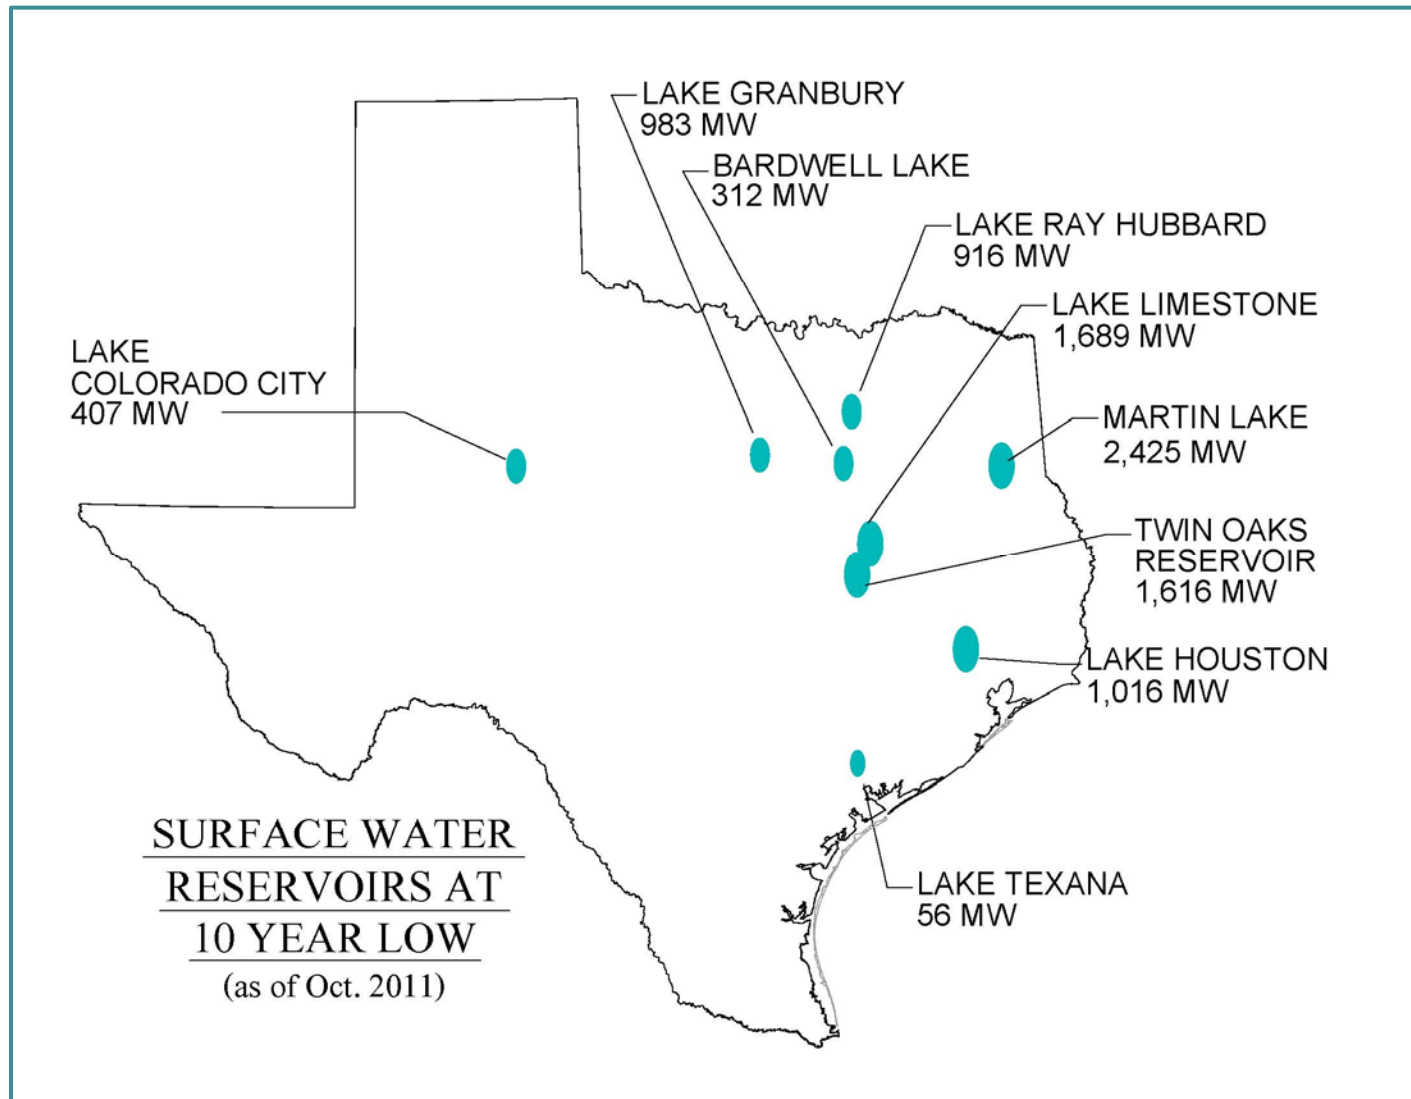 LAKE GRANBURY
983 MW
BARDWELL LAKE
312 MW
LAKE RAY HUBBARD
916 MW
LAKE LIMESTONE
1,689 MW
LAKE
COLORADO CITY
407 MW
MARTIN LAKE
2,425 MW
TWIN OAKS
RESERVOIR
1,616 MW
LAKE HOUSTON
1,016 MW
LAKE TEXANA
56 MW
SURFACE WATER
RESERVOIRS AT
10 YEAR LOW
(as of Oct. 2011)